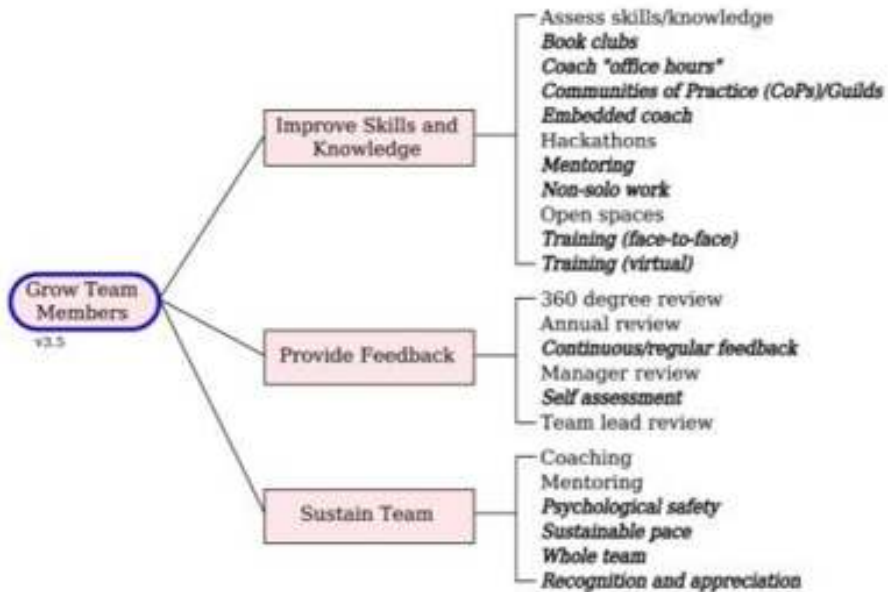 Grow Team
Members
v3.5
Improve Skills and
Knowledge
Assess skills/knowledge
Book clubs
Coach "office hours"
Communities of Practice (CoPs)/Guilds
Embedded coach
Hackathons
Mentoring
Non-solo work
Open spaces
Training (face-to-face)
Training (virtual)
Provide Feedback
360 degree review
Annual review
Continuous/regular feedback
Manager review
Self assessment
Team lead review
Sustain Team
Coaching
Mentoring
Psychological safety
Sustainable pace
Whole team
Recognition and appreciation